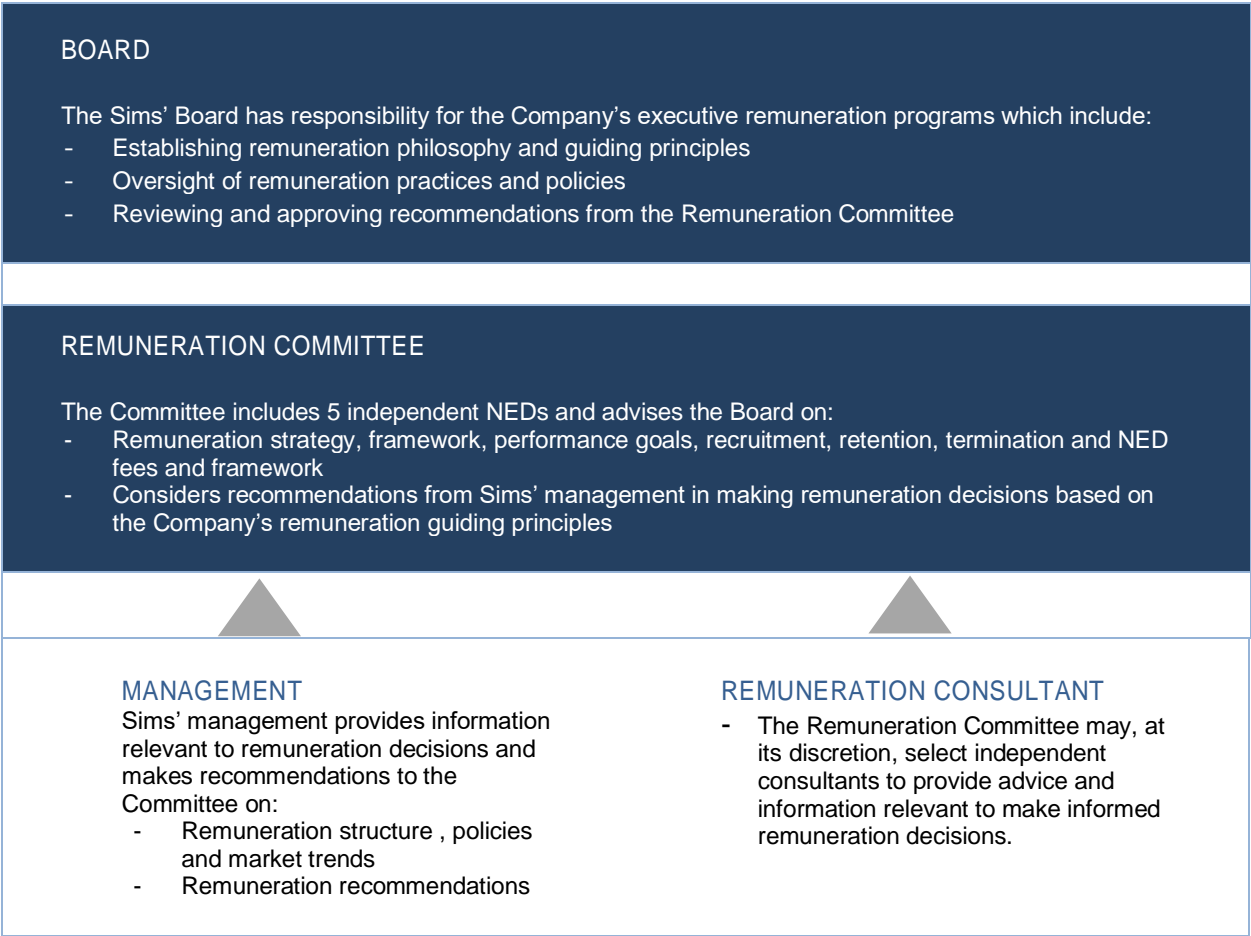 BOARD
The Sims’ Board has responsibility for the Company’s executive remuneration programs which include:
- Establishing remuneration philosophy and guiding principles
- Oversight of remuneration practices and policies
- Reviewing and approving recommendations from the Remuneration Committee
REMUNERATION COMMITTEE
The Committee includes 5 independent NEDs and advises the Board on:
- Remuneration strategy, framework, performance goals, recruitment, retention, termination and NED
fees and framework
- Considers recommendations from Sims’ management in making remuneration decisions based on
the Company’s remuneration guiding principles
MANAGEMENT
Sims’ management provides information
relevant to remuneration decisions and
makes recommendations to the
Committee on:
- Remuneration structure , policies
and market trends
- Remuneration recommendations
REMUNERATION CONSULTANT
- The Remuneration Committee may, at
its discretion, select independent
consultants to provide advice and
information relevant to make informed
remuneration decisions.